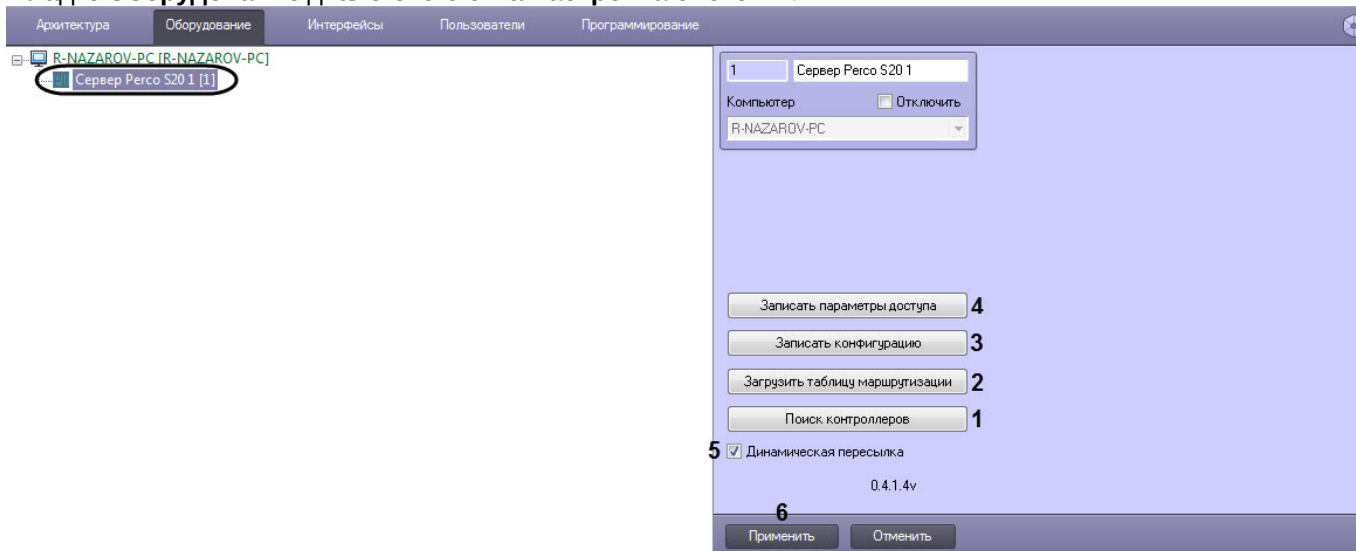 Архитектура Оборудование Интерфейсы Пользователи Программирование
R-NAZAROV-PC [R-NAZAROV-PC]
Сервер Perco S20 1 [1]
1 Сервер Perco S20 1
Компьютер Отключить
R-NAZAROV-PC
Записать параметры доступа 4
Записать конфигурацию 3
Загрузить таблицу маршрутизации 2
Поиск контроллеров 1
5 Динамическая пересылка
0.4.1.4v
6
Применить Отменить